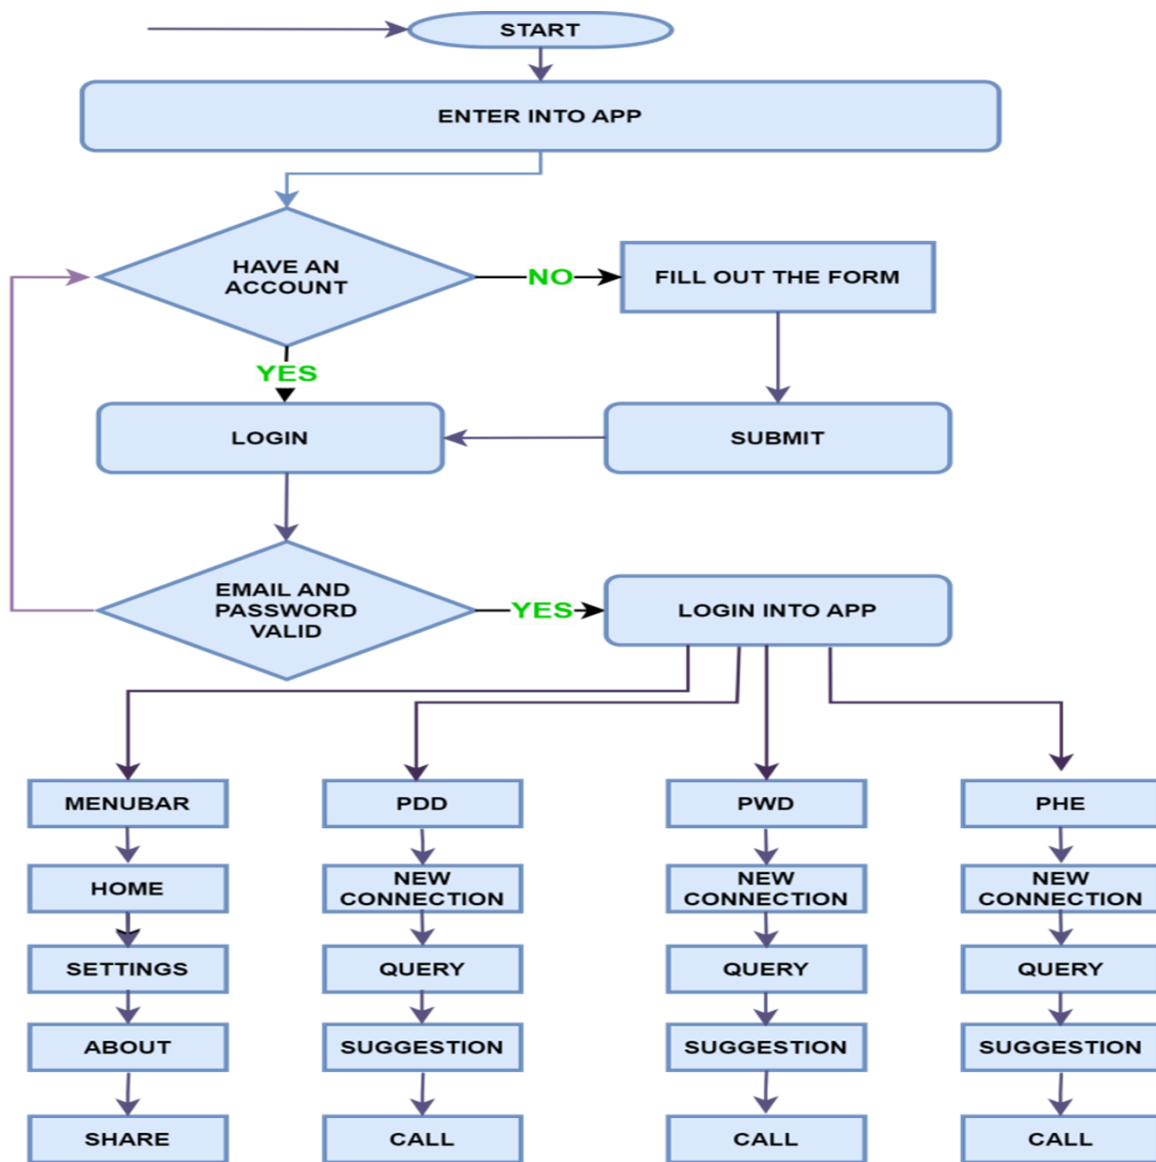 START
ENTER INTO APP
HAVE AN
ACCOUNT
NO
FILL OUT THE FORM
YES
LOGIN
SUBMIT
EMAIL AND
PASSWORD
VALID
YES
LOGIN INTO APP
MENUBAR
PDD
PWD
PHE
HOME
NEW
CONNECTION
NEW
CONNECTION
NEW
CONNECTION
SETTINGS
QUERY
QUERY
QUERY
ABOUT
SUGGESTION
SUGGESTION
SUGGESTION
SHARE
CALL
CALL
CALL